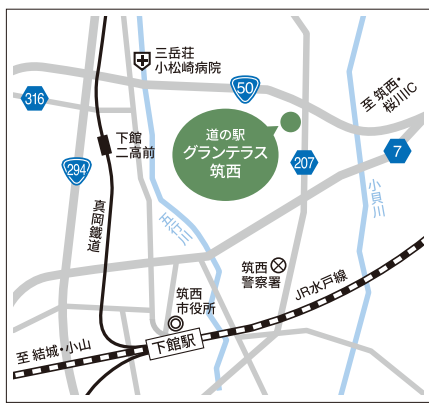 三岳荘
小松崎病院
50
316
至 筑西・
桜川IC
道の駅
グランテラス
筑西
下館
二高前
7
207
294
小貝川
真岡鐵道
五行川
筑西
警察署
JR水戸線
筑西
市役所
下館駅
至 結城・小山